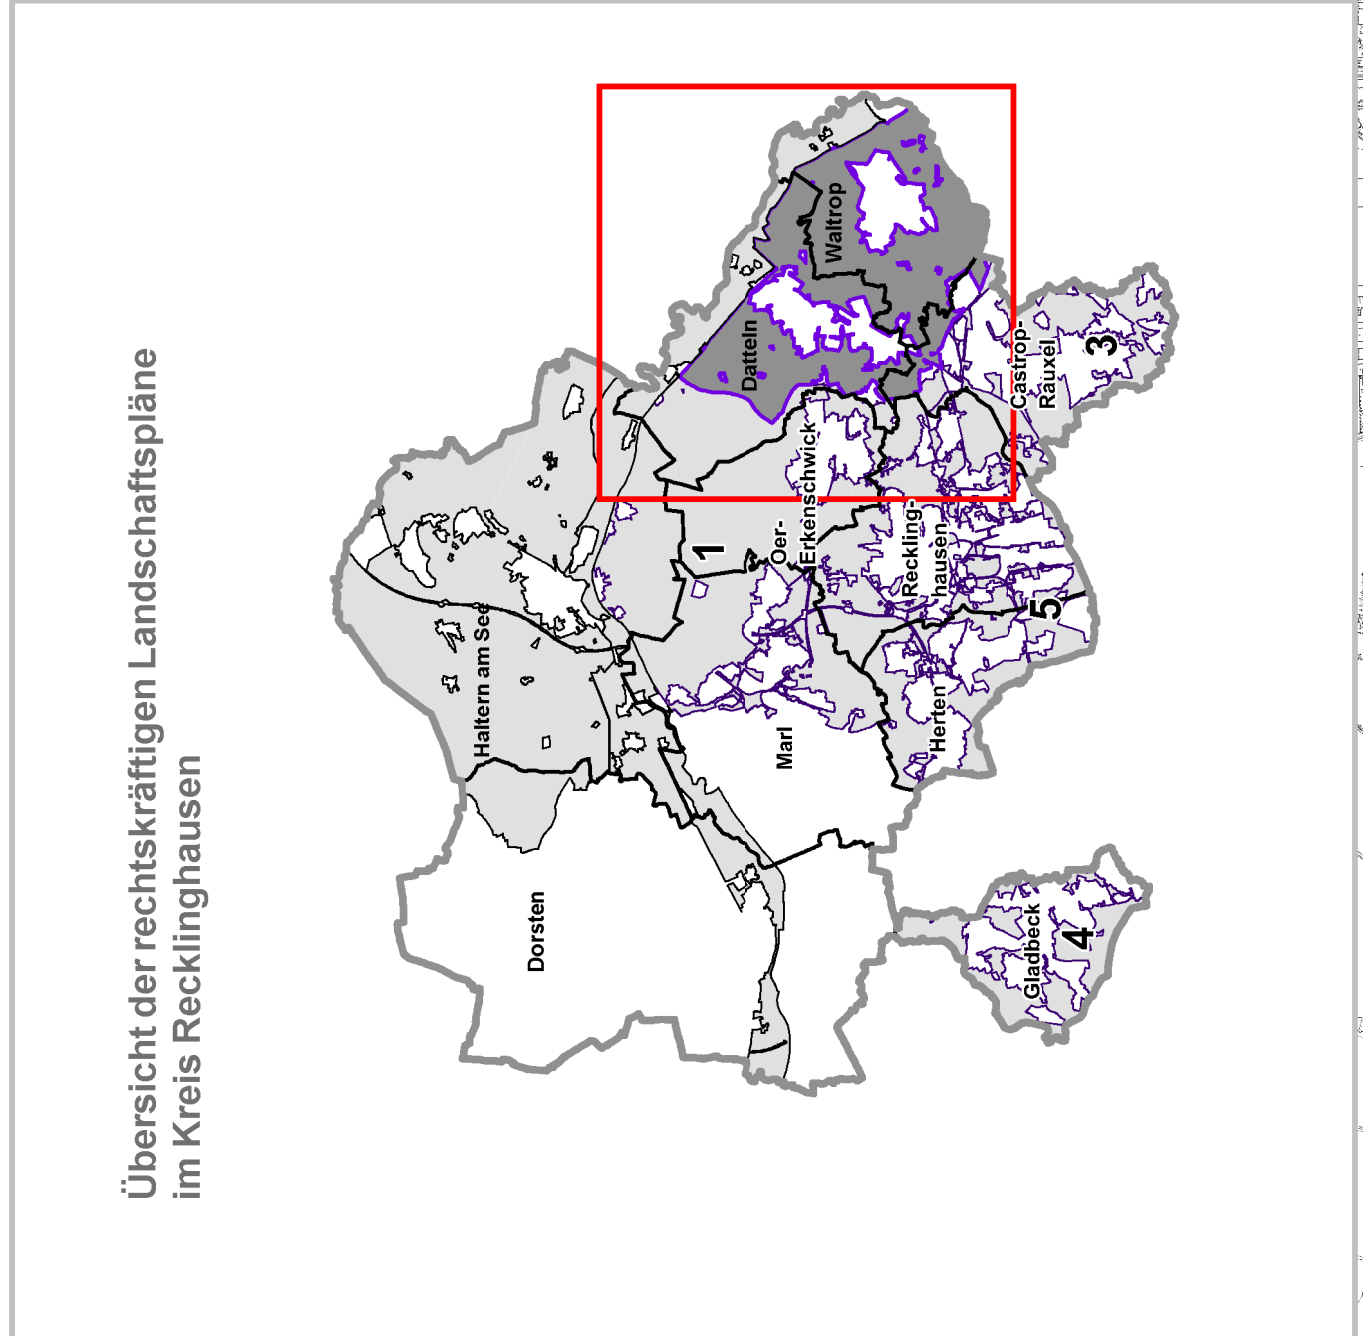 Übersicht der rechtskräftigen Landschaftspläne
im Kreis Recklinghausen
Haltern am See
Dorsten
1
Datteln
Waltrop
Oer-
Erkenschwick
Marl
Reckling-
hausen
Herten
5
Castrop-
Rauxel
3
Gladbeck
4